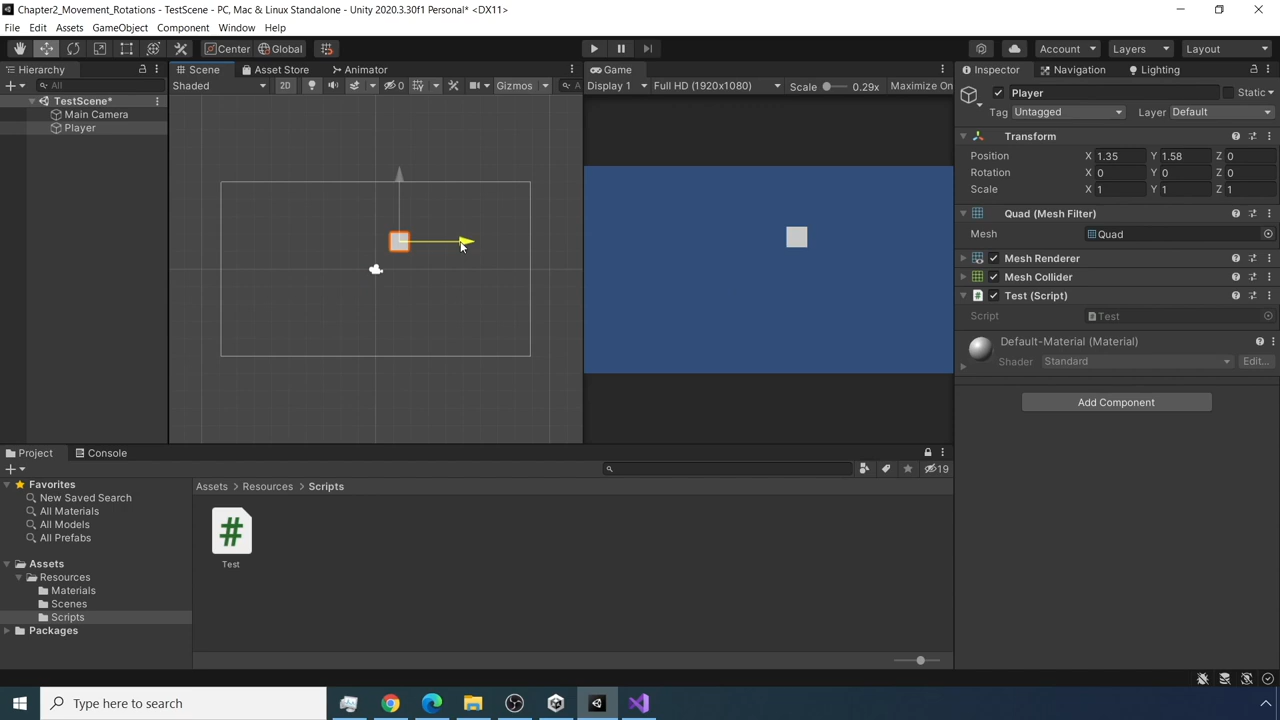 Chapter2_Movement_Rotations - TestScene - PC, Mac & Linux Standalone - Unity 2020.3.30f1 Personal* <DX11>
File Edit Assets GameObject Component Window Help
Center Global Account Layers Layout
Hierarchy Scene Asset Store Animator Game Inspector Navigation Lighting
All Shaded 2D 0 Gizmos A Display 1 Full HD (1920x1080) Scale 0.29x Maximize On Player Static
TestScene*
Main Camera
Player
Tag Untagged Layer Default
Transform
Position X 1.35 Y 1.58 Z 0
Rotation X 0 Y 0 Z 0
Scale X 1 Y 1 Z 1
Quad (Mesh Filter)
Mesh Quad
Mesh Renderer
Mesh Collider
# Test (Script)
Script Test
Default-Material (Material)
Shader Standard Edit...
Add Component
Project Console
19
Favorites
New Saved Search
All Materials
All Models
All Prefabs
Assets
Resources
Materials
Scenes
Scripts
Packages
Assets Resources Scripts
#
Test
Type here to search